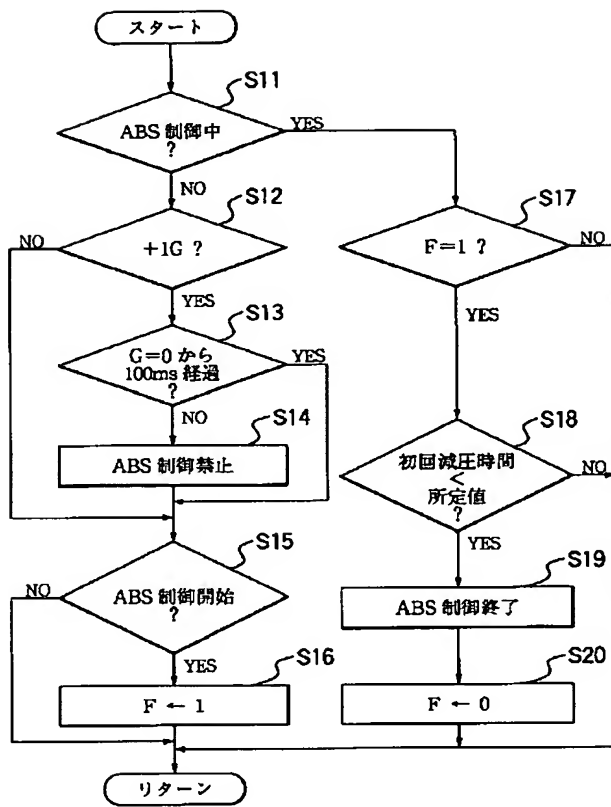 スタート
S11
ABS 制御中
?
YES
NO
S12
+1G ?
NO
YES
S13
G=0 から
100ms 経過
?
YES
NO
S14
ABS 制御禁止
S15
ABS 制御開始
?
NO
YES
S16
F ← 1
リターン
S17
F=1 ?
NO
YES
S18
初回減圧時間
<
所定値
?
NO
YES
S19
ABS 制御終了
S20
F ← 0